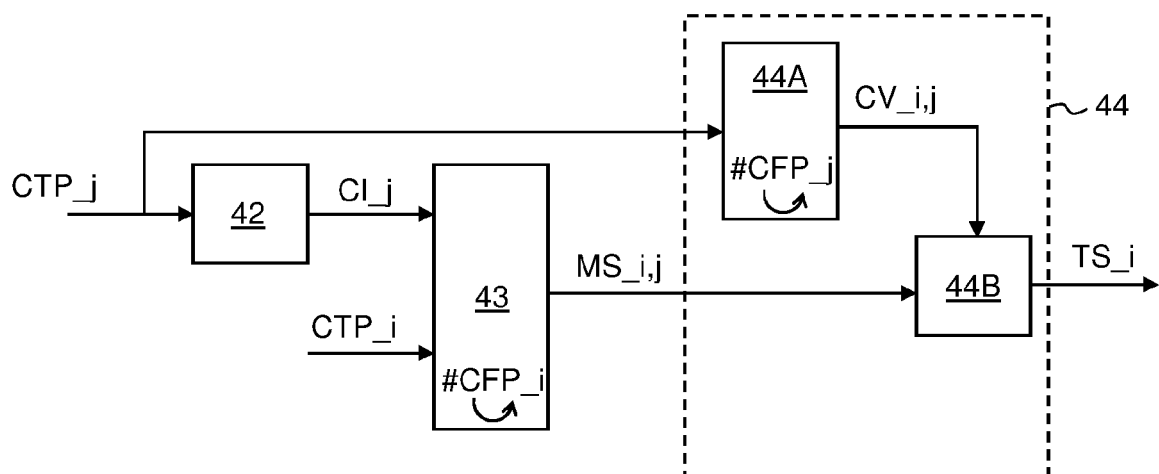 44A
CV_i,j
44
#CFP_j
CTP_j
42
CI_j
43
MS_i,j
44B
TS_i
CTP_i
#CFP_i